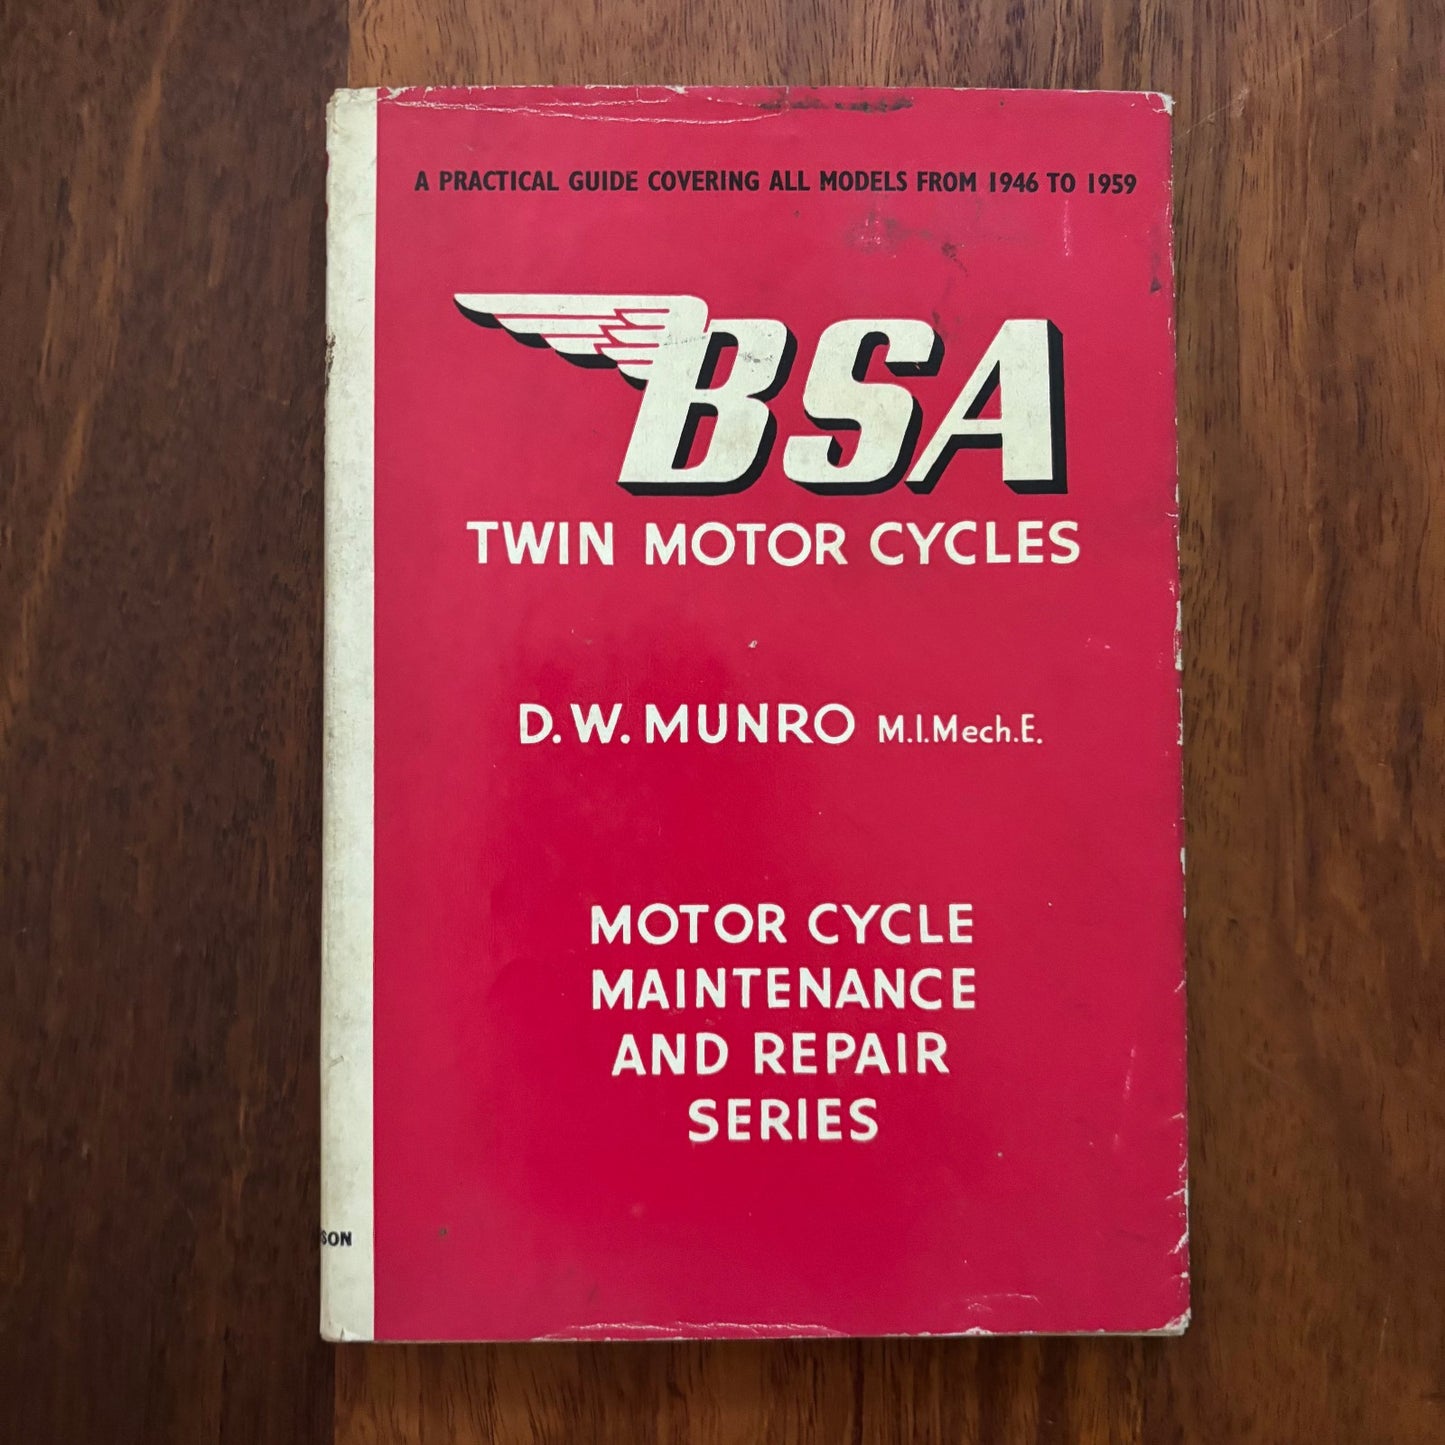 A PRACTICAL GUIDE COVERING ALL MODELS FROM 1946 TO 1959
BSA
TWIN MOTOR CYCLES
D. W. MUNRO M.I.Mech.E.
MOTOR CYCLE
MAINTENANCE
AND REPAIR
SERIES
SON